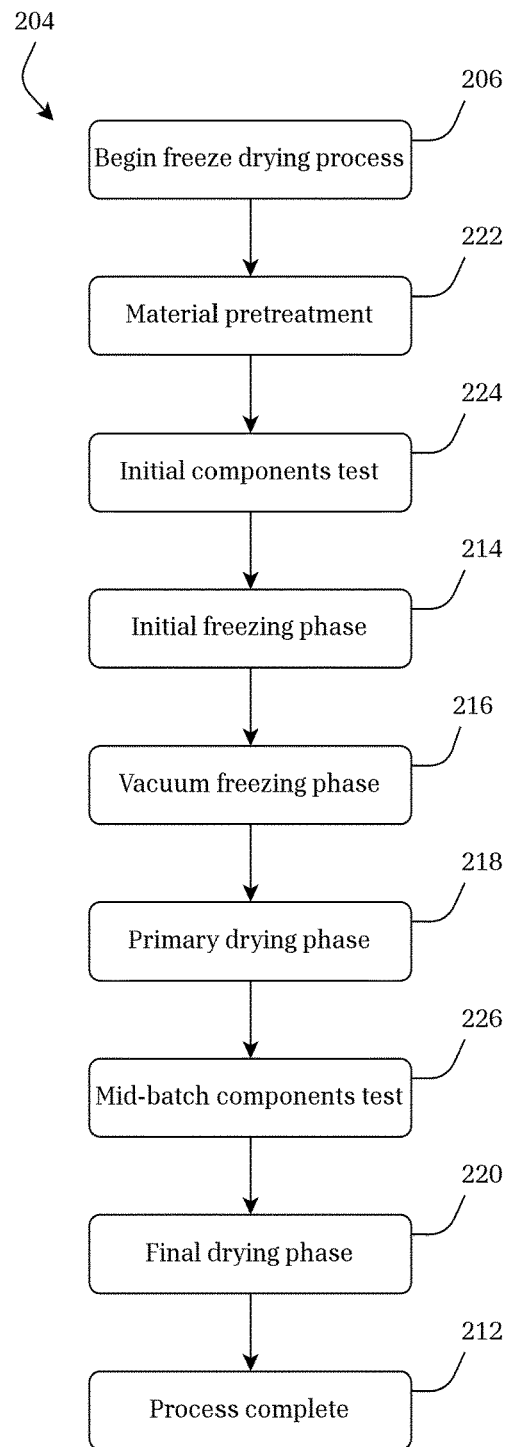 204
206
Begin freeze drying process
222
Material pretreatment
224
Initial components test
214
Initial freezing phase
216
Vacuum freezing phase
218
Primary drying phase
226
Mid-batch components test
220
Final drying phase
212
Process complete